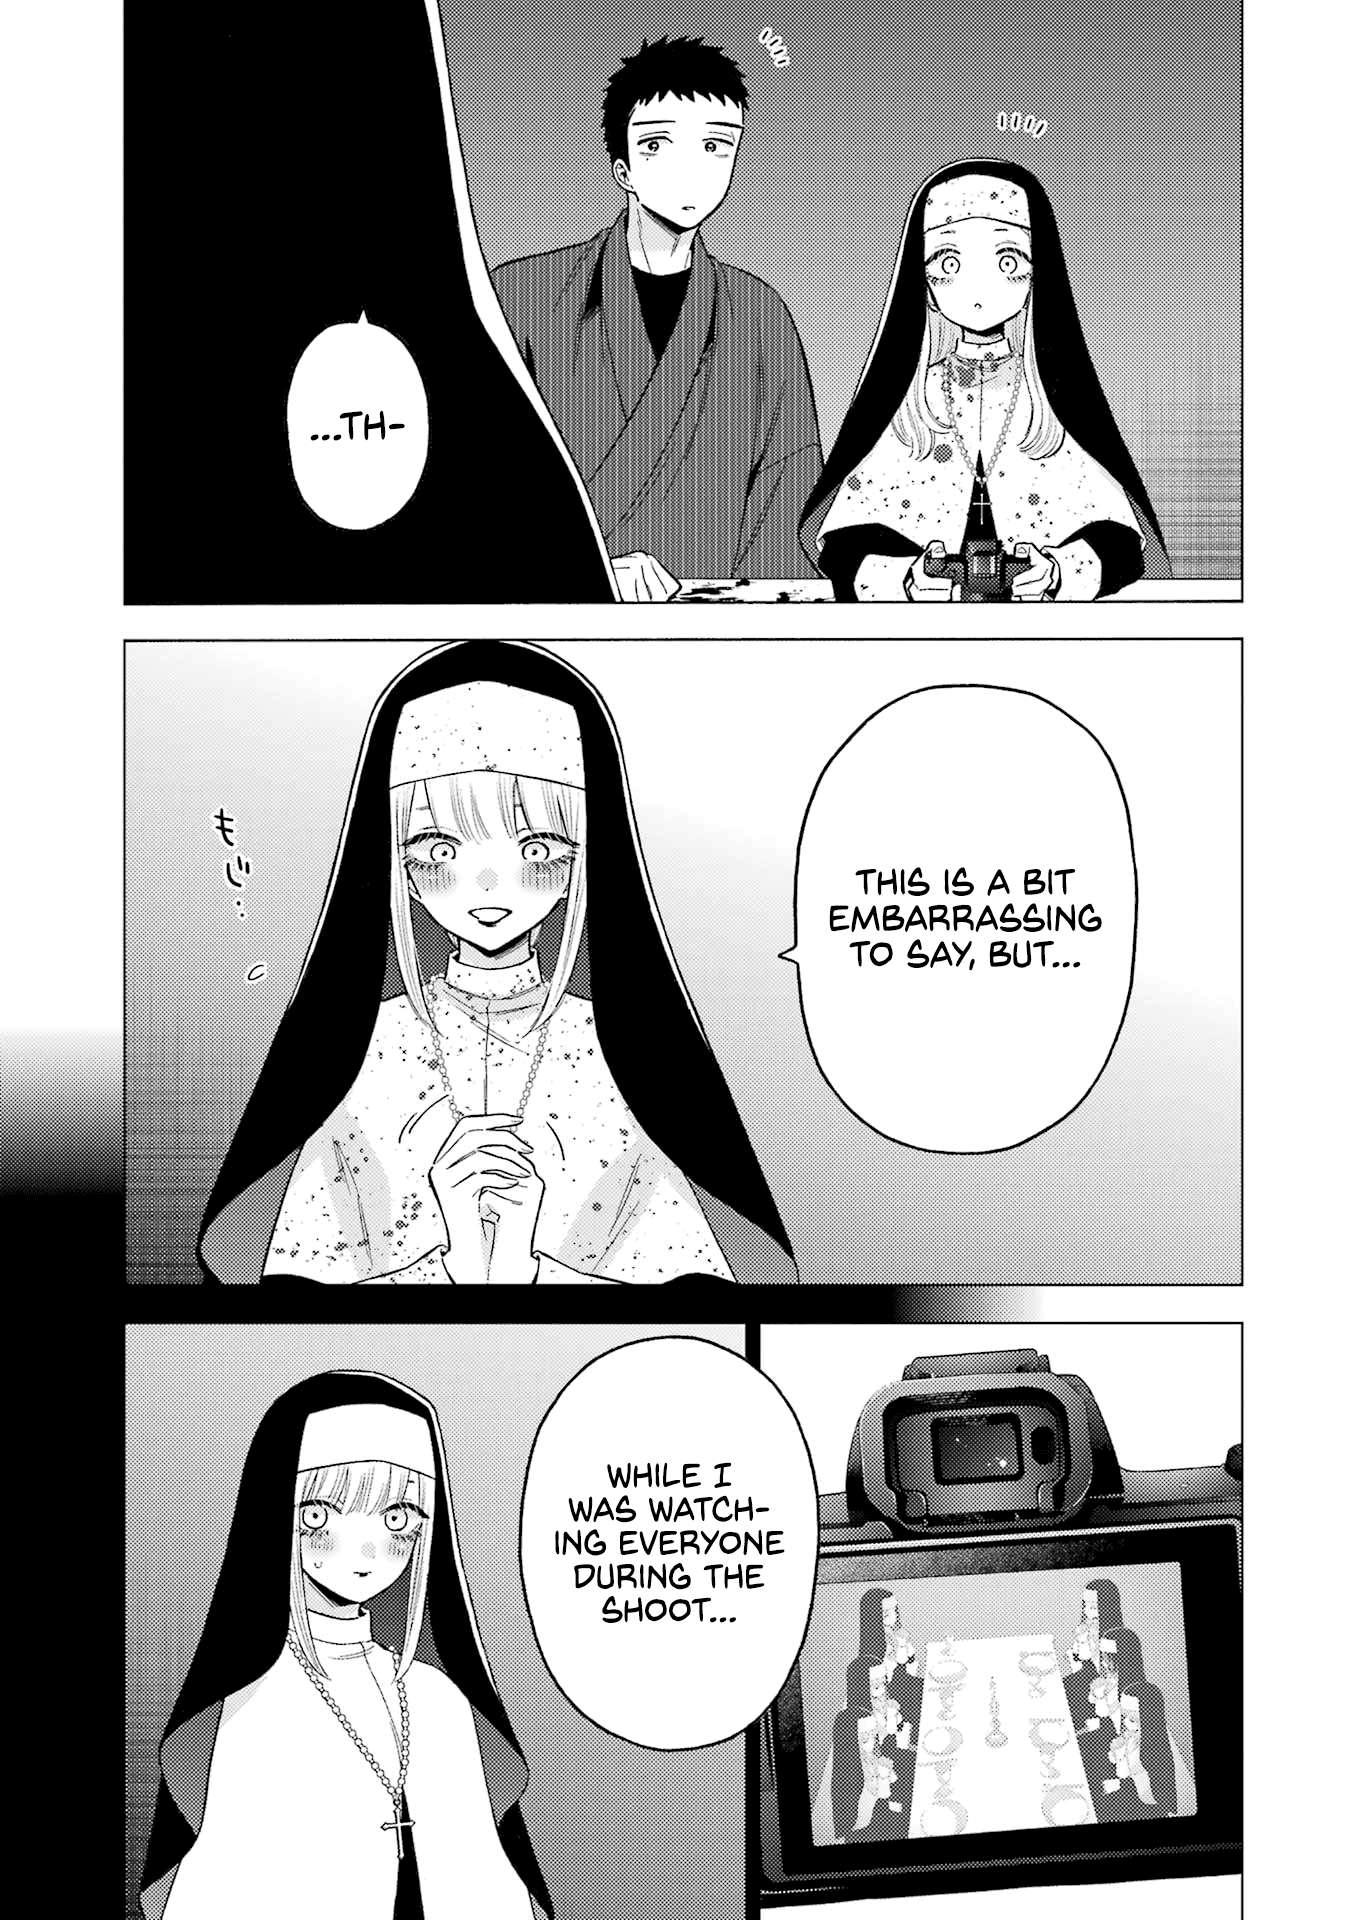 ...TH-
THIS IS A BIT
EMBARRASSING
TO SAY, BUT...
もじ..
WHILE I
WAS WATCH-
ING EVERYONE
DURING THE
SHOOT...